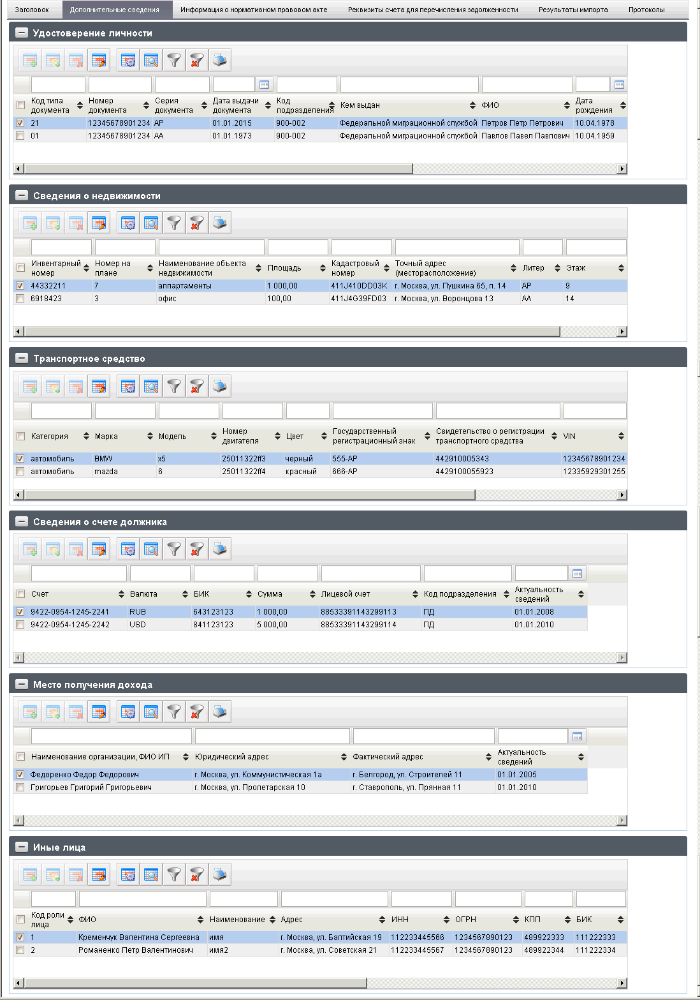 Заголовок Дополнительные сведения Информация о нормативном правовом акте Реквизиты счета для перечисления задолженности Результаты импорта Протоколы
Удостоверение личности
Код типа документа Номер документа Серия документа Дата выдачи документа Код подразделения Кем выдан ФИО Дата рождения
21 12345678901234 АР 01.01.2015 900-002 Федеральной миграционной службой Петров Петр Петрович 10.04.1978
01 12345678901234 АА 01.01.1973 900-002 Федеральной миграционной службой Павлов Павел Павлович 10.04.1959
Сведения о недвижимости
Инвентарный номер Номер на плане Наименование объекта недвижимости Площадь Кадастровый номер Точный адрес (месторасположение) Литер Этаж
44332211 7 аппартаменты 1 000,00 411J410DD03K г. Москва, ул. Пушкина 65, п. 14 АР 9
6918423 3 офис 100,00 411J4G39FD03 г. Москва, ул. Воронцова 13 АА 14
Транспортное средство
Категория Марка Модель Номер двигателя Цвет Государственный регистрационный знак Свидетельство о регистрации транспортного средства VIN
автомобиль BMW x5 25011322ff3 черный 555-АР 442910005343 12345678901234
автомобиль mazda 6 25011322ff4 красный 666-АР 4429100055923 12335929301255
Сведения о счете должника
Счет Валюта БИК Сумма Лицевой счет Код подразделения Актуальность сведений
9422-0954-1245-2241 RUB 643123123 1 000,00 88533391143299113 ПД 01.01.2008
9422-0954-1245-2242 USD 841123123 5 000,00 88533391143299114 ПД 01.01.2010
Место получения дохода
Наименование организации, ФИО ИП Юридический адрес Фактический адрес Актуальность сведений
Федоренко Федор Федорович г. Москва, ул. Коммунистическая 1а г. Белгород, ул. Строителей 11 01.01.2005
Григорьев Григорий Григорьевич г. Москва, ул. Пролетарская 10 г. Ставрополь, ул. Прянная 11 01.01.2010
Иные лица
Код роли лица ФИО Наименование Адрес ИНН ОГРН КПП БИК
1 Кременчук Валентина Сергеевна имя г. Москва, ул. Балтийская 19 112233445566 1234567890123 489922333 111222333
2 Романенко Петр Валентинович имя2 г. Москва, ул. Советская 21 112233445567 1234567890123 489922344 111222334